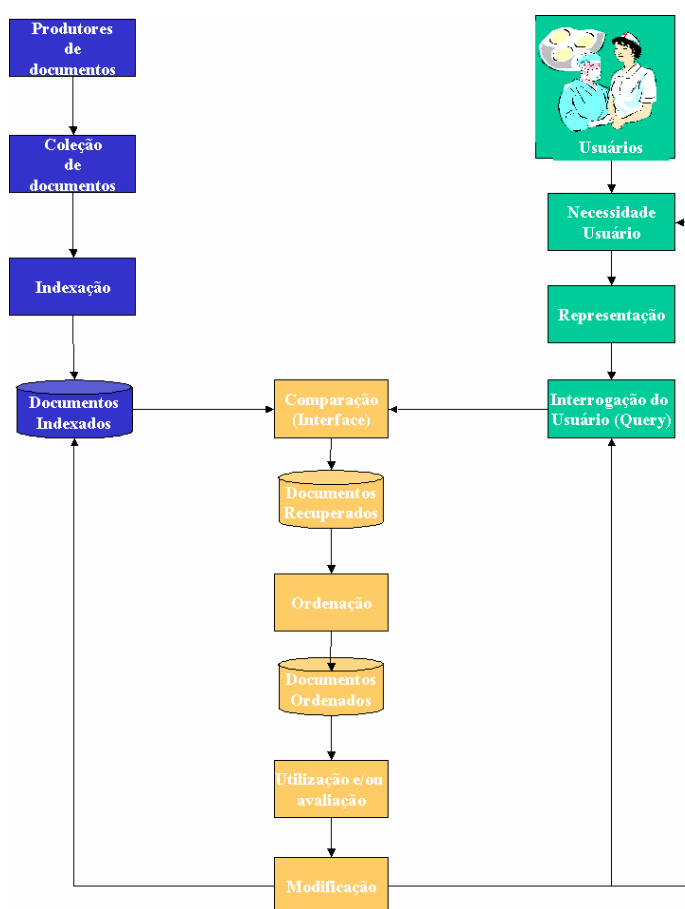 Produtores
de
documentos
Coleção
de
documentos
Indexação
Documentos
Indexados
Usuários
Necessidade
Usuário
Representação
Interrogação do
Usuário (Query)
Comparação
(Interface)
Documentos
Recuperados
Ordenação
Documentos
Ordenados
Utilização e/ou
avaliação
Modificação